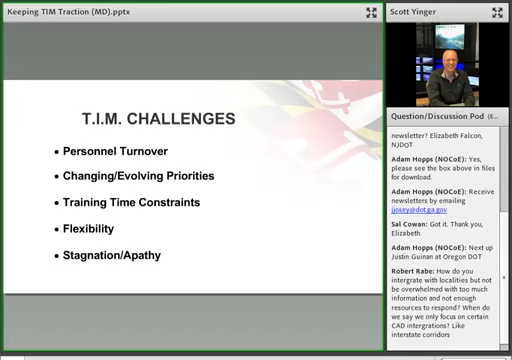 Keeping TIM Traction (MD).pptx
T.I.M. CHALLENGES
• Personnel Turnover
• Changing/Evolving Priorities
• Training Time Constraints
• Flexibility
• Stagnation/Apathy
Scott Yinger
Question/Discussion Pod
newsletter? Elizabeth Falcon,
NJDOT
Adam Hopps (NOCoE): Yes,
please see the box above in files
for download.
Adam Hopps (NOCoE): Receive
newsletters by emailing
jjosey@dot.ga.gov
Sal Cowan: Got it. Thank you,
Elizabeth.
Adam Hopps (NOCoE): Next up
Justin Guinan at Oregon DOT
Robert Rabe: How do you
intergrate with localities but not
be overwhelmed with too much
information and not enough
resources to respond? When do
we say we only focus on certain
CAD intergrations? Like
interstate corridors